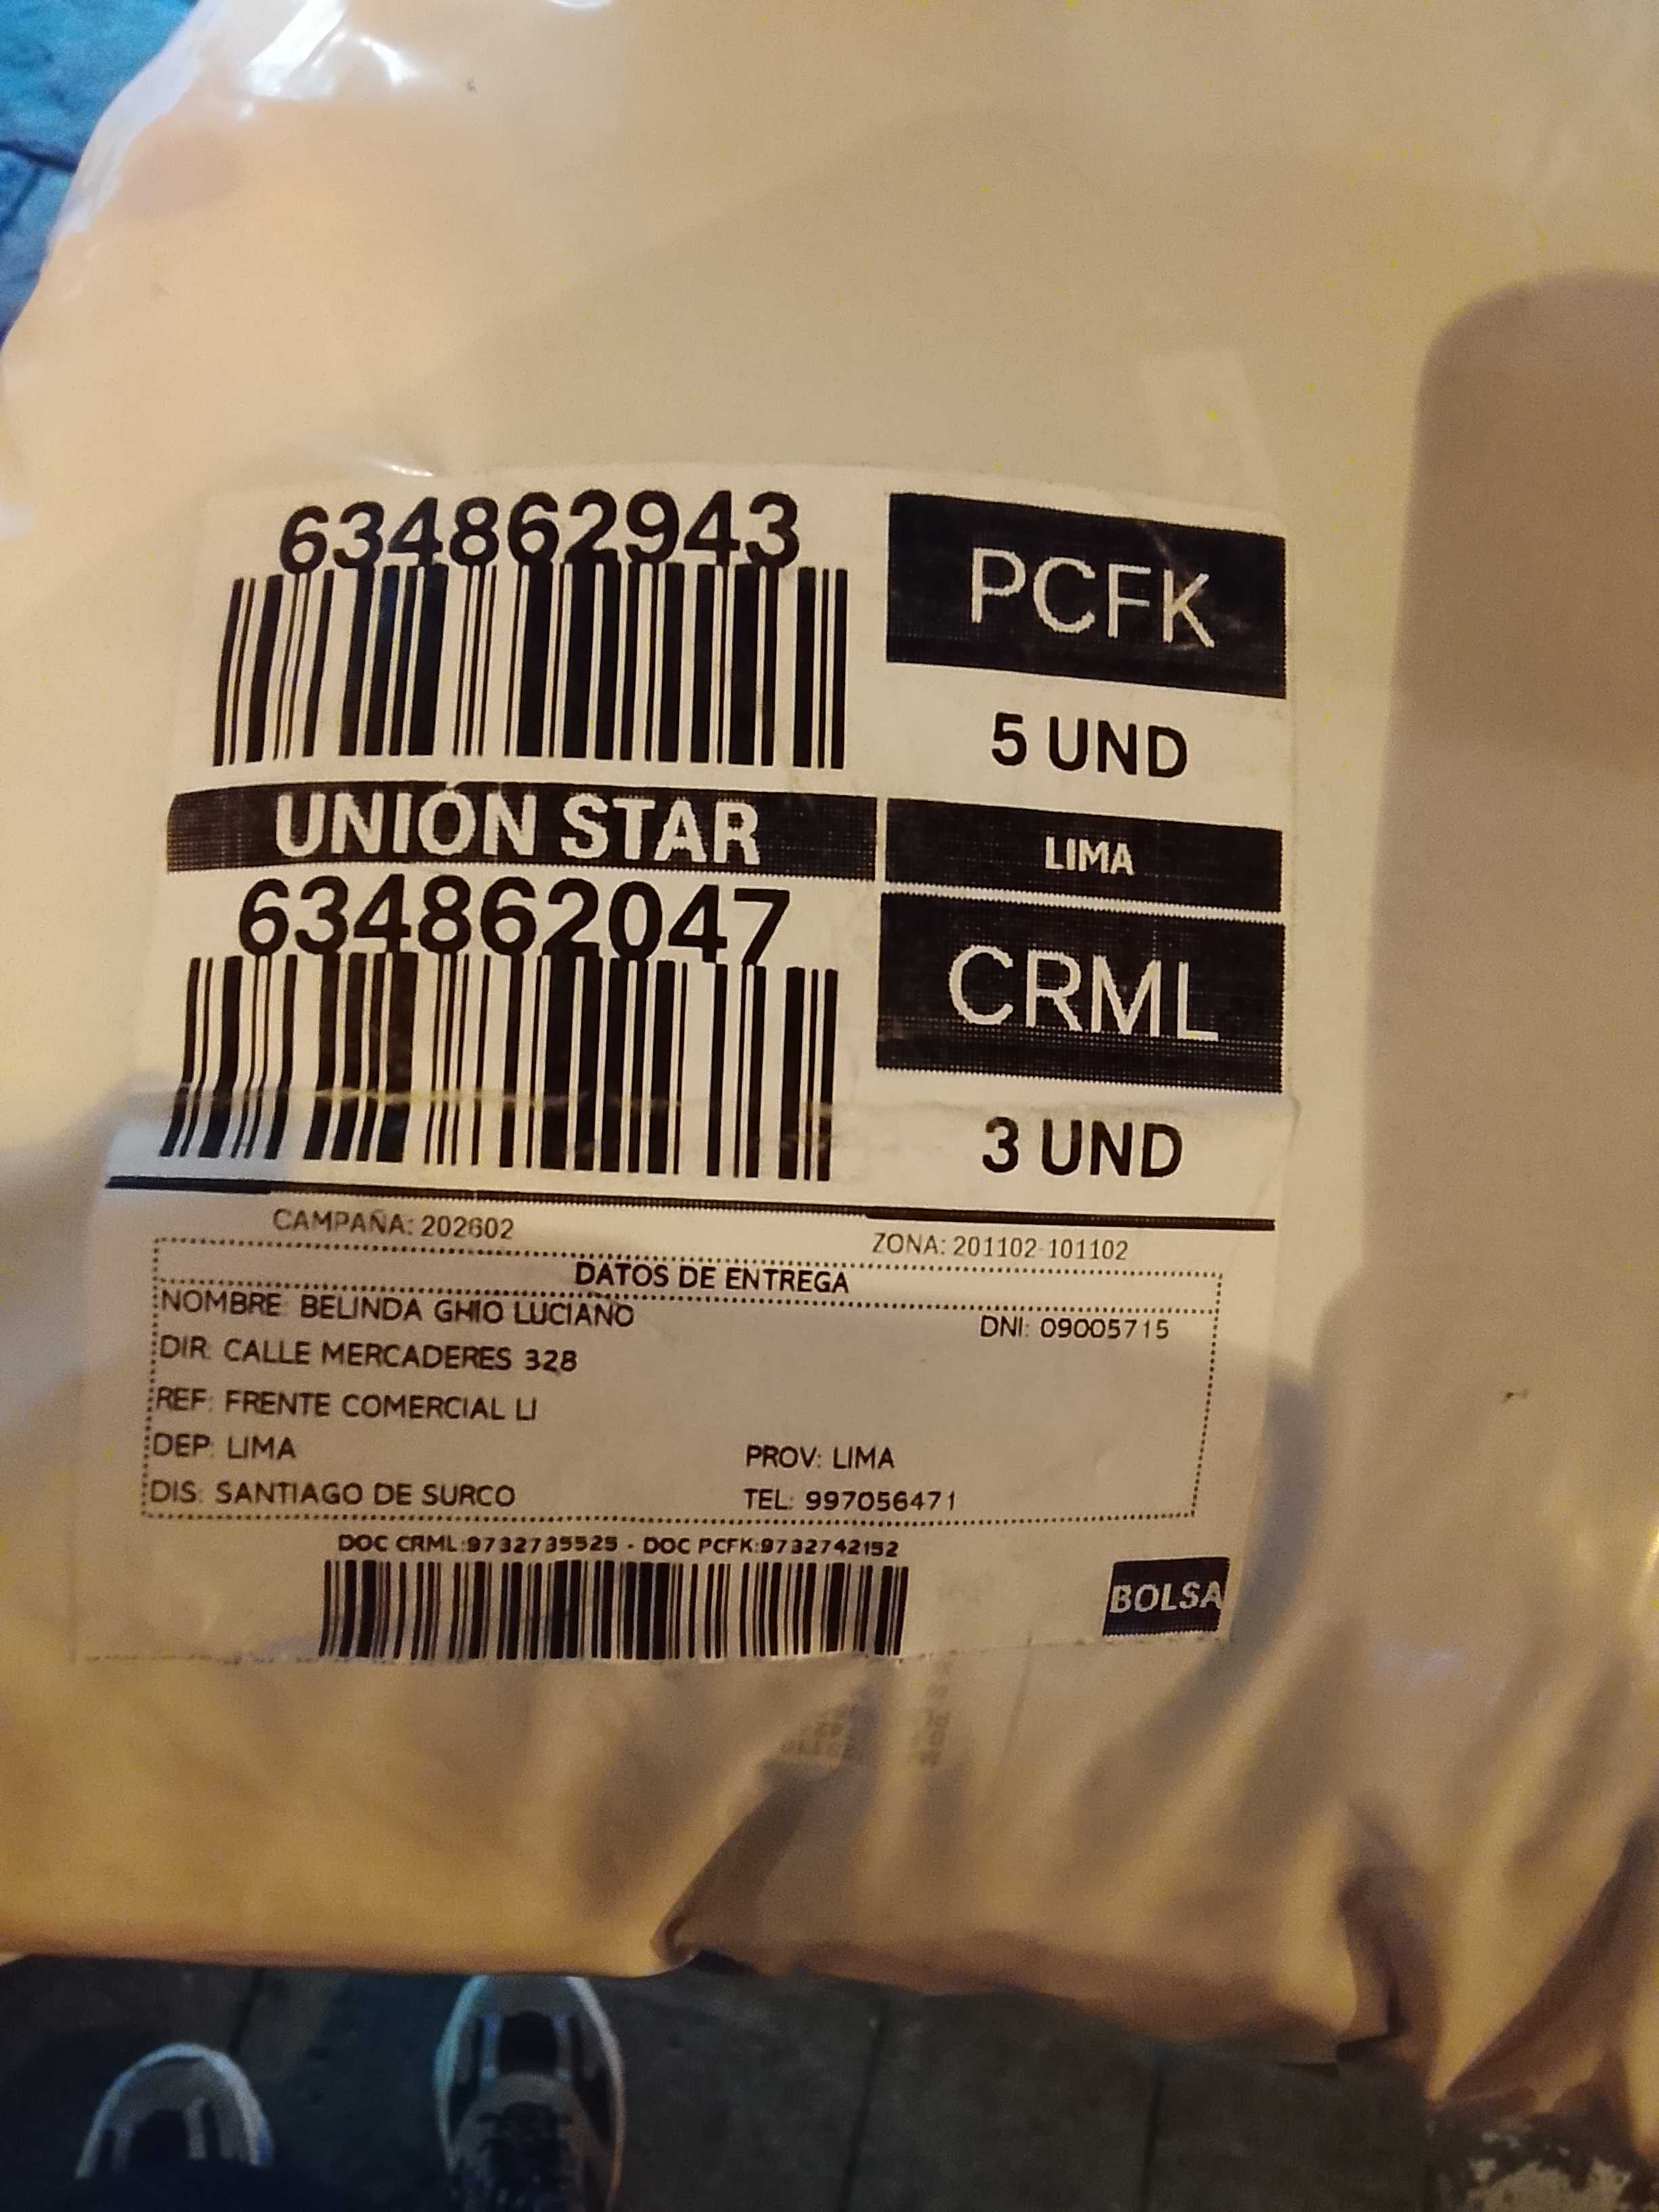 634862943
PCFK
5 UND
UNIÓN STAR
LIMA
634862047
CRML
3 UND
CAMPAÑA: 202602
ZONA: 201102-101102
DATOS DE ENTREGA
NOMBRE: BELINDA GHIO LUCIANO
DNI: 09005715
DIR: CALLE MERCADERES 328
REF: FRENTE COMERCIAL LI
DEP: LIMA
PROV: LIMA
DIS: SANTIAGO DE SURCO
TEL: 997056471
DOC CRML:9732735525 - DOC PCFK:9732742152
BOLSA